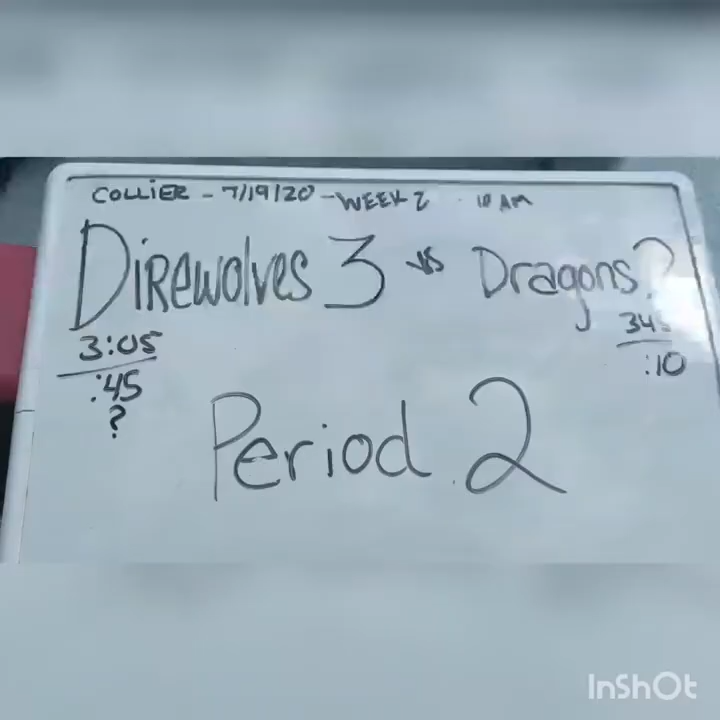 COLLIER - 7/19/20 - WEEK 2 10 AM
DIREWOLVES 3 vs Dragons?
3:05 345
:45 :10
?
Period 2
InShOt